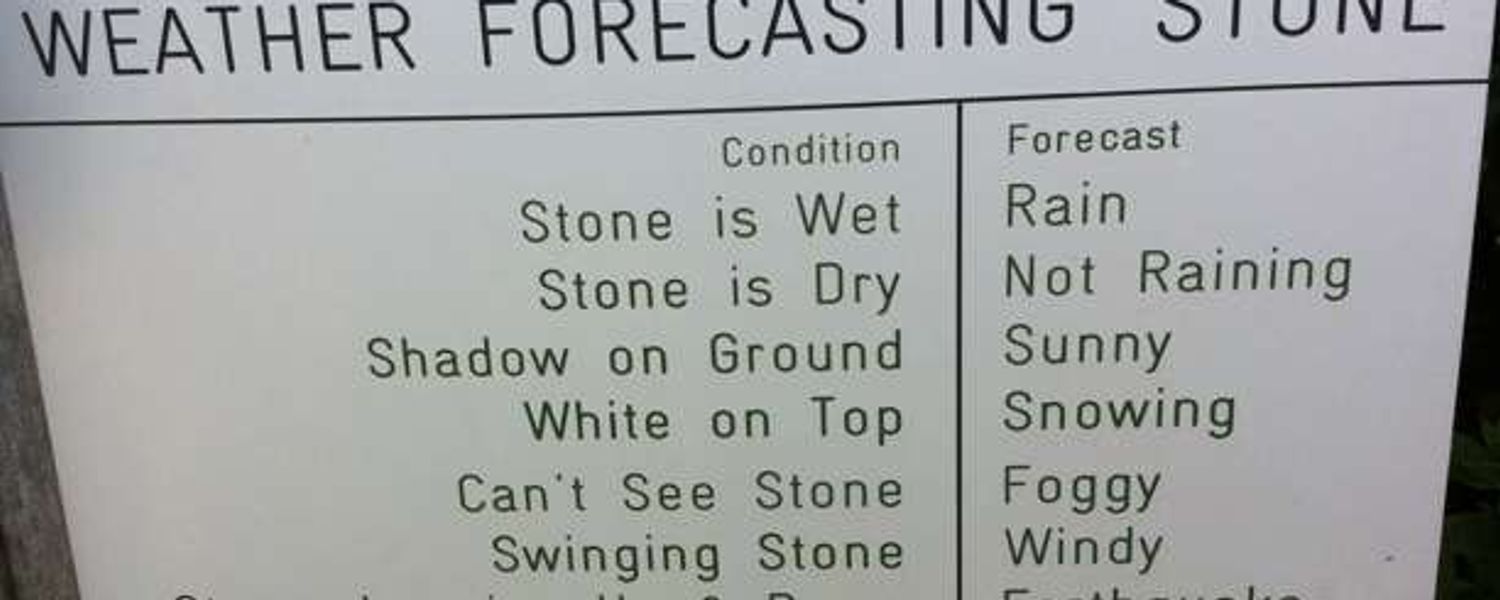 WEATHER FORECASTING STONE
Condition Forecast
Stone is Wet Rain
Stone is Dry Not Raining
Shadow on Ground Sunny
White on Top Snowing
Can't See Stone Foggy
Swinging Stone Windy